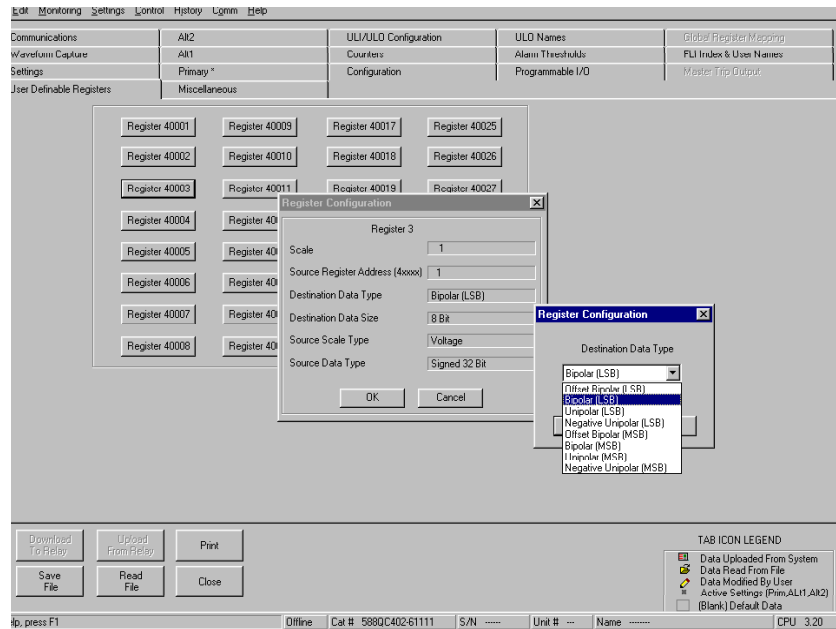 Edit Monitoring Settings Control History Comm Help
Communications Alt2 ULI/ULO Configuration ULO Names Global Register Mapping
Waveform Capture Alt1 Counters Alarm Thresholds FLI Index & User Names
Settings Primary * Configuration Programmable I/O Master Trip Output
User Definable Registers Miscellaneous
Register 40001 Register 40009 Register 40017 Register 40025
Register 40002 Register 40010 Register 40018 Register 40026
Register 40003 Register 40011 Register 40019 Register 40027
Register 40004
Register 40005
Register 40006
Register 40007
Register 40008
Register Configuration
Register 3
Scale 1
Source Register Address (4xxxx) 1
Destination Data Type Bipolar (LSB)
Destination Data Size 8 Bit
Source Scale Type Voltage
Source Data Type Signed 32 Bit
OK Cancel
Register Configuration
Destination Data Type
Bipolar (LSB)
Offset Bipolar (LSB)
Bipolar (LSB)
Unipolar (LSB)
Negative Unipolar (LSB)
Offset Bipolar (MSB)
Bipolar (MSB)
Unipolar (MSB)
Negative Unipolar (MSB)
Download To Relay Upload From Relay Print
Save File Read File Close
TAB ICON LEGEND
Data Uploaded From System
Data Read From File
Data Modified By User
Active Settings (Prim,ALt1,Alt2)
(Blank) Default Data
lp, press F1 Offline Cat # 588QC402-61111 S/N ----- Unit # --- Name ------- CPU 3.20